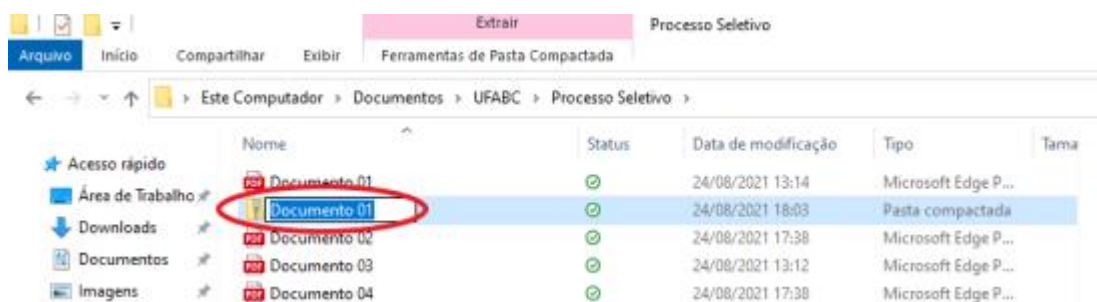 Extrair Processo Seletivo
Arquivo Início Compartilhar Exibir Ferramentas de Pasta Compactada
Este Computador > Documentos > UFABC > Processo Seletivo >
Nome Status Data de modificação Tipo Tama
Acesso rápido
PDF Documento 01 24/08/2021 13:14 Microsoft Edge P...
Área de Trabalho
Documento 01 24/08/2021 18:03 Pasta compactada
Downloads
PDF Documento 02 24/08/2021 17:38 Microsoft Edge P...
Documentos
PDF Documento 03 24/08/2021 13:12 Microsoft Edge P...
Imagens
PDF Documento 04 24/08/2021 17:38 Microsoft Edge P...